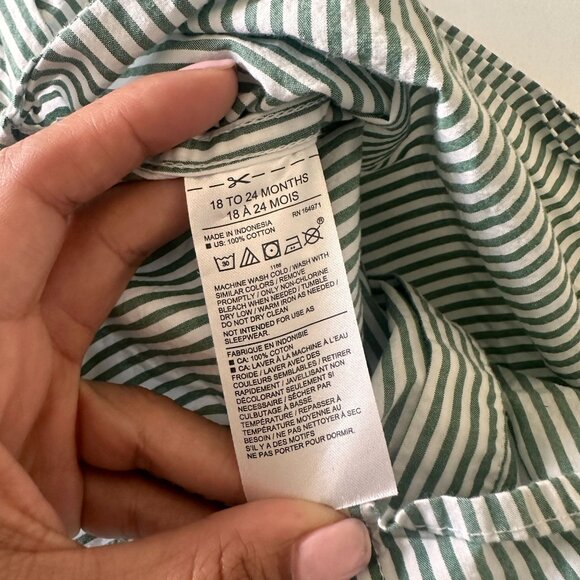 18 TO 24 MONTHS
18 À 24 MOIS
RN 164971
MADE IN INDONESIA
■ US: 100% COTTON
30
1166
MACHINE WASH COLD / WASH WITH
SIMILAR COLORS / REMOVE
PROMPTLY / ONLY NON-CHLORINE
BLEACH WHEN NEEDED / TUMBLE
DRY LOW / WARM IRON AS NEEDED /
DO NOT DRY CLEAN
NOT INTENDED FOR USE AS
SLEEPWEAR.
FABRIQUÉ EN INDONÉSIE
■ CA: 100% COTON
■ CA: LAVER À LA MACHINE À L'EAU
FROIDE / LAVER AVEC DES
COULEURS SEMBLABLES / RETIRER
RAPIDEMENT / JAVELLISANT NON
DÉCOLORANT SEULEMENT SI
NÉCESSAIRE / SÉCHER PAR
CULBUTAGE À BASSE
TEMPÉRATURE / REPASSER À
TEMPÉRATURE MOYENNE AU
BESOIN / NE PAS NETTOYER À SEC
S'IL Y A DES MOTIFS
NE PAS PORTER POUR DORMIR.